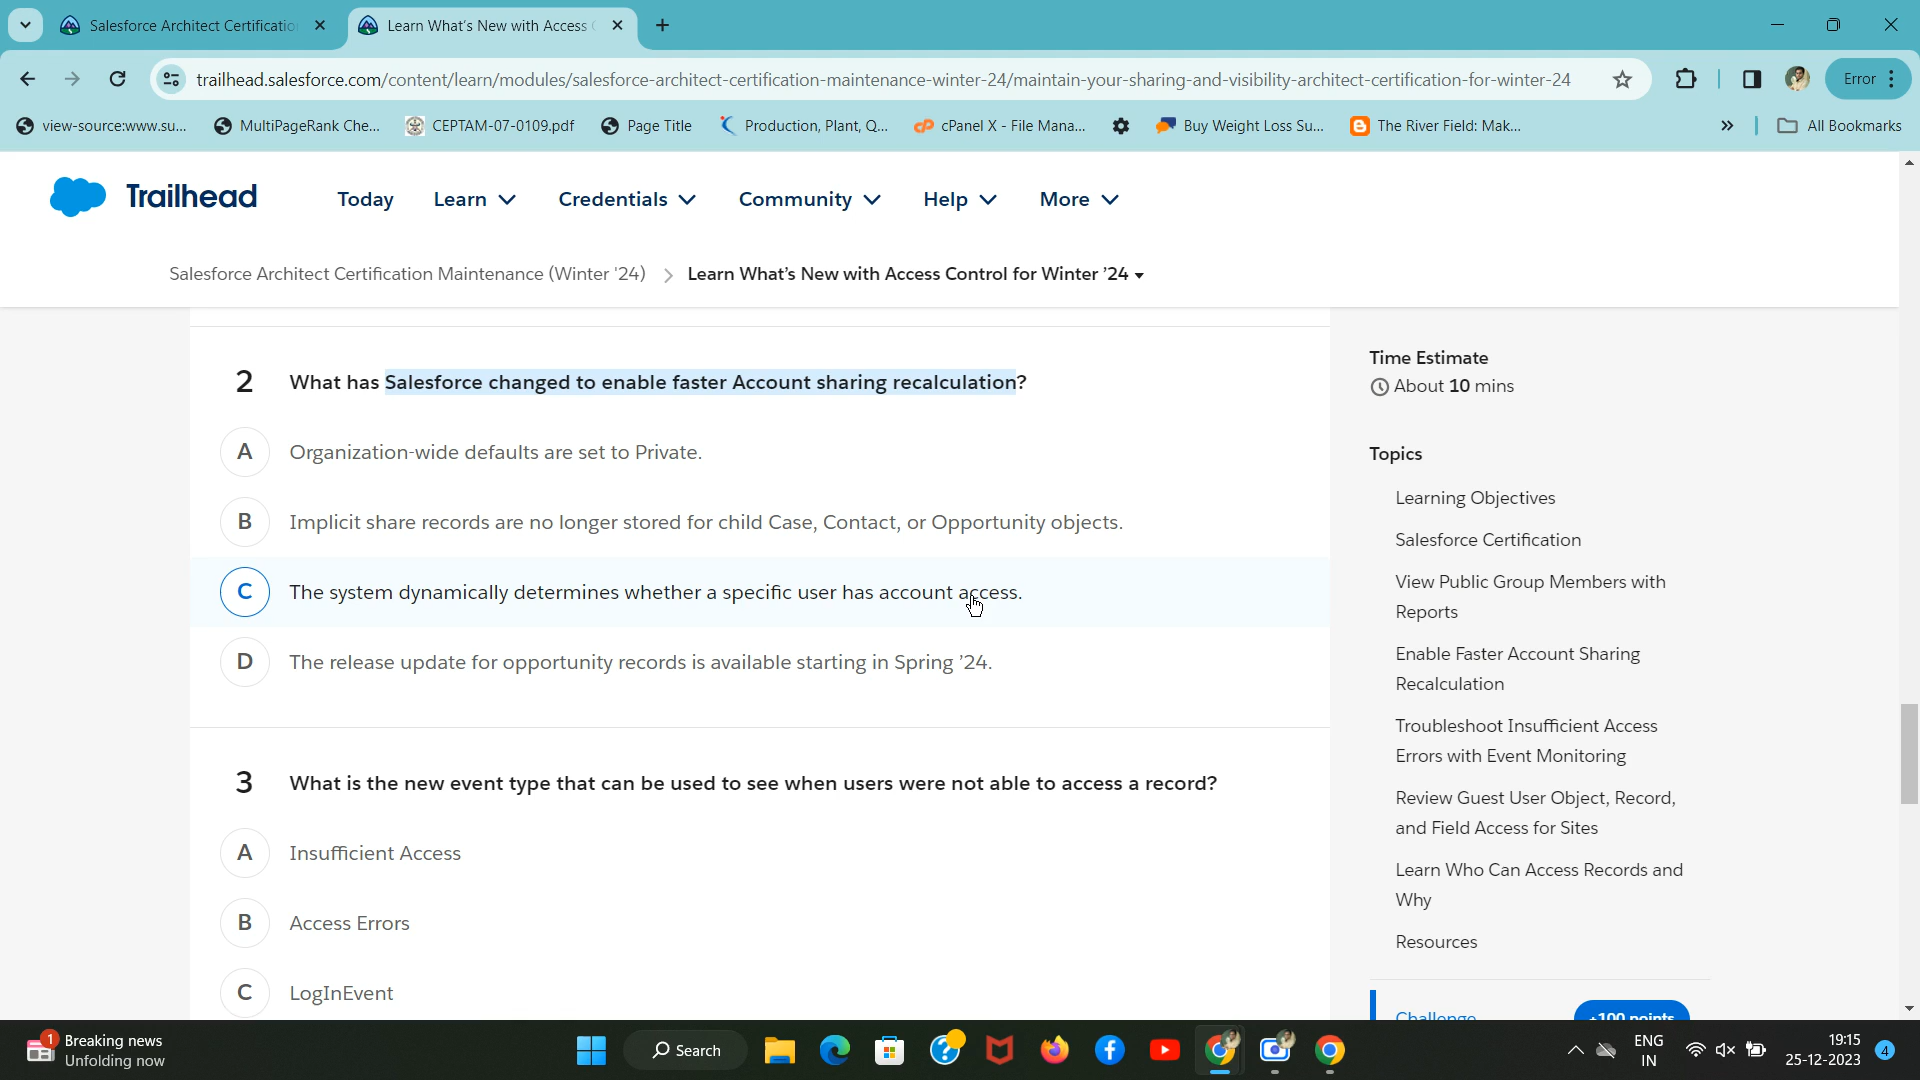 Salesforce Architect Certificatio
Learn What's New with Access C
trailhead.salesforce.com/content/learn/modules/salesforce-architect-certification-maintenance-winter-24/maintain-your-sharing-and-visibility-architect-certification-for-winter-24
Error
view-source:www.su...
MultiPageRank Che...
CEPTAM-07-0109.pdf
Page Title
Production, Plant, Q...
cPanel X - File Mana...
Buy Weight Loss Su...
The River Field: Mak...
All Bookmarks
Trailhead
Today
Learn
Credentials
Community
Help
More
Salesforce Architect Certification Maintenance (Winter '24)
Learn What's New with Access Control for Winter '24
2 What has Salesforce changed to enable faster Account sharing recalculation?
A Organization-wide defaults are set to Private.
B Implicit share records are no longer stored for child Case, Contact, or Opportunity objects.
C The system dynamically determines whether a specific user has account access.
D The release update for opportunity records is available starting in Spring '24.
3 What is the new event type that can be used to see when users were not able to access a record?
A Insufficient Access
B Access Errors
C LogInEvent
Time Estimate
About 10 mins
Topics
Learning Objectives
Salesforce Certification
View Public Group Members with
Reports
Enable Faster Account Sharing
Recalculation
Troubleshoot Insufficient Access
Errors with Event Monitoring
Review Guest User Object, Record,
and Field Access for Sites
Learn Who Can Access Records and
Why
Resources
Challenge
+100 points
1
Breaking news
Unfolding now
Search
ENG
IN
19:15
25-12-2023
4